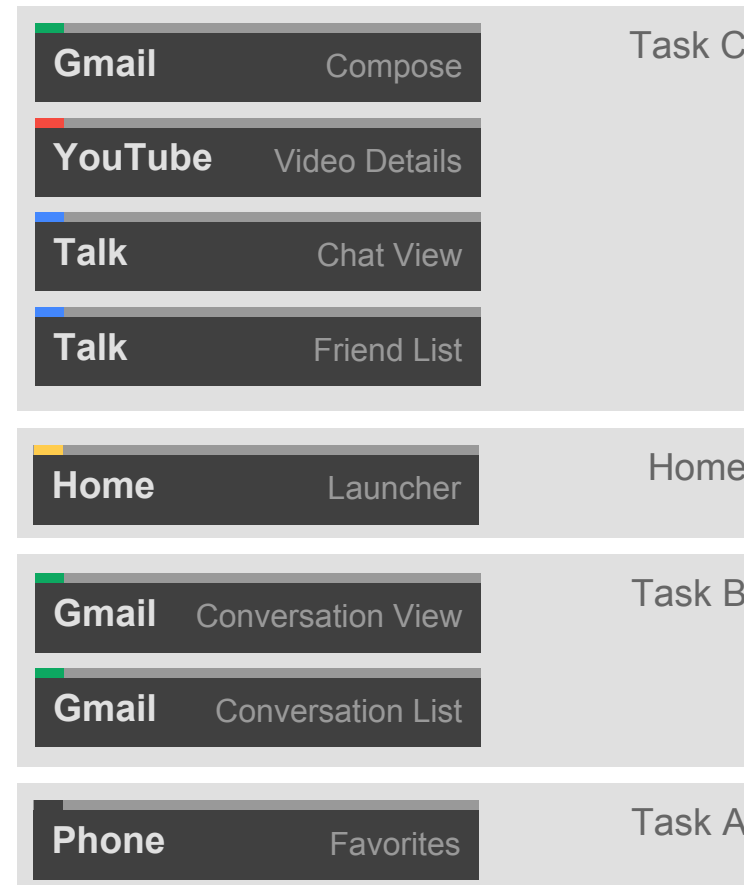 Task C
Gmail Compose
YouTube Video Details
Talk Chat View
Talk Friend List
Home
Home Launcher
Task B
Gmail Conversation View
Gmail Conversation List
Task A
Phone Favorites